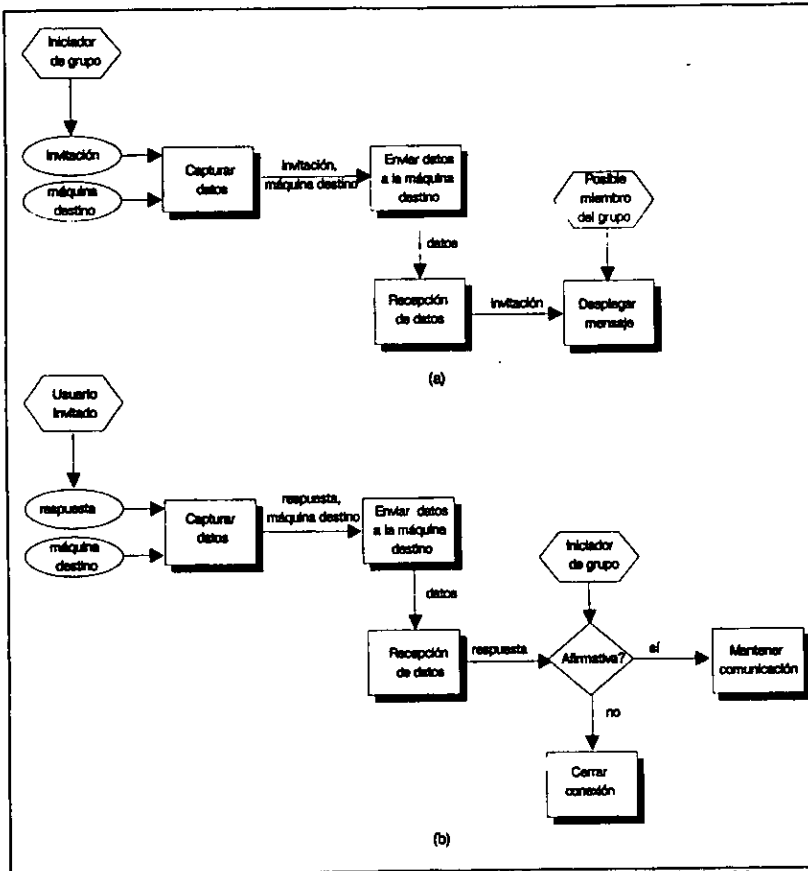 Iniciador
de grupo
invitación
máquina
destino
Capturar
datos
invitación,
máquina destino
Enviar datos
a la máquina
destino
Posible
miembro
del grupo
datos
Recepción
de datos
invitación
Desplegar
mensaje
(a)
Usuario
invitado
respuesta
máquina
destino
Capturar
datos
respuesta,
máquina destino
Enviar datos
a la máquina
destino
Iniciador
de grupo
datos
Recepción
de datos
respuesta
Afirmativa?
sí
Mantener
comunicación
no
Cerrar
conexión
(b)